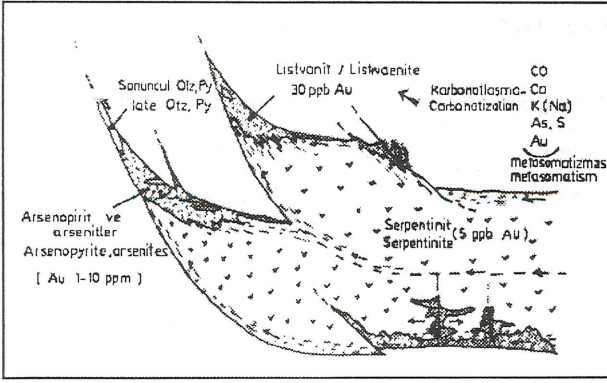 Sonuncul Qtz, Py
late Qtz, Py
Listvanit / Listwaenite
30 ppb Au
Karbonatlasma-
Carbonatization
CO
Ca
K (Na)
As, S
Au
metasomatizmas
metasomatism
Arsenopirit ve
arsenitler
Arsenopyrite, arsenites
[ Au 1-10 ppm )
Serpentinit (5 ppb Au)
Serpentinite